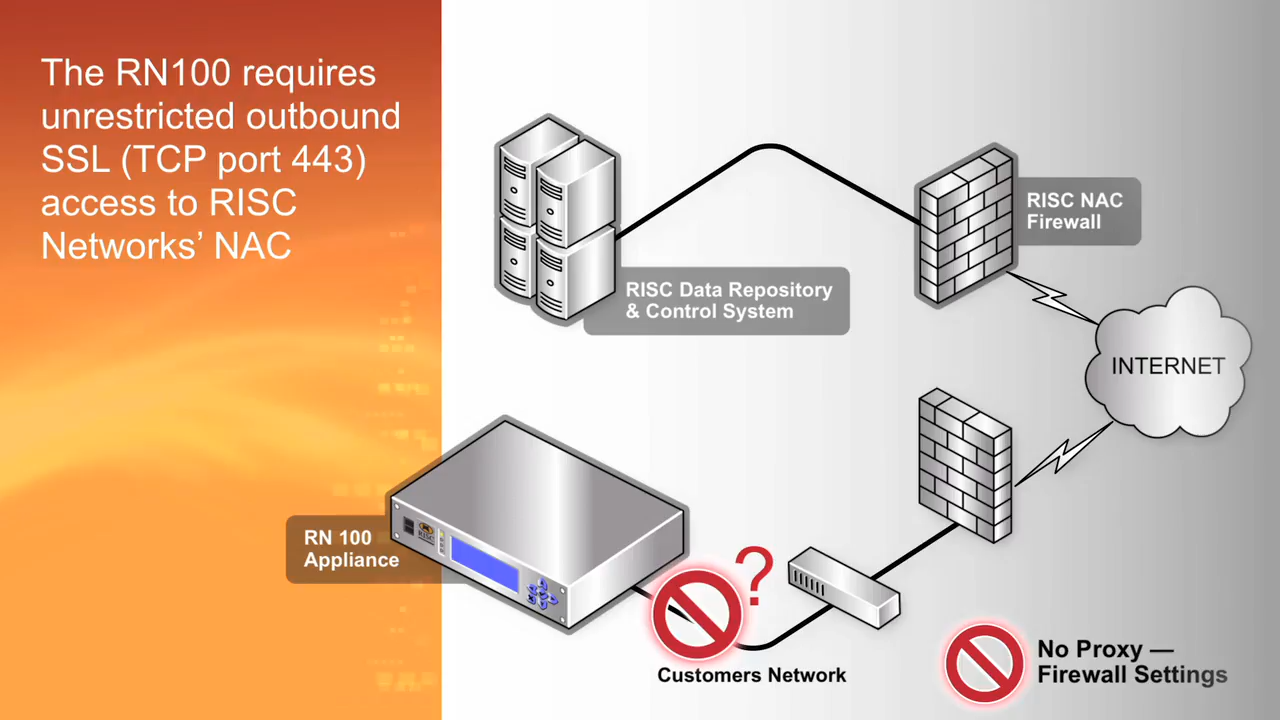 The RN100 requires
unrestricted outbound
SSL (TCP port 443)
access to RISC
Networks’ NAC
RISC NAC
Firewall
RISC Data Repository
& Control System
INTERNET
RN 100
Appliance
RISC
?
Customers Network
No Proxy —
Firewall Settings